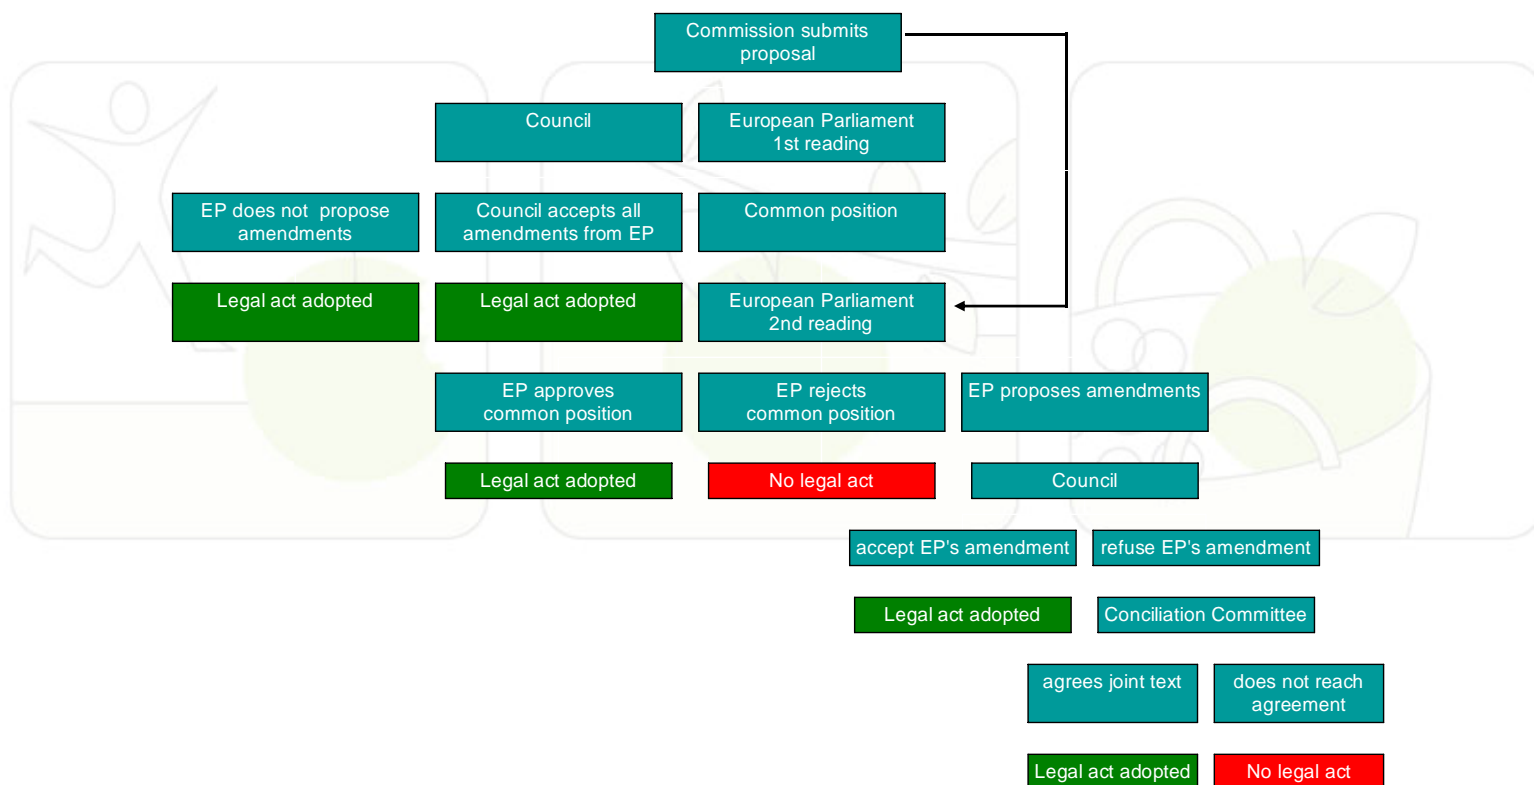 Commission submits
proposal
Council
European Parliament
1st reading
EP does not  propose
amendments
Council accepts all
amendments from EP
Common position
Legal act adopted
Legal act adopted
European Parliament
2nd reading
EP approves
common position
EP rejects
common position
EP proposes amendments
Legal act adopted
No legal act
Council
accept EP's amendment
refuse EP's amendment
Legal act adopted
Conciliation Committee
agrees joint text
does not reach
agreement
Legal act adopted
No legal act